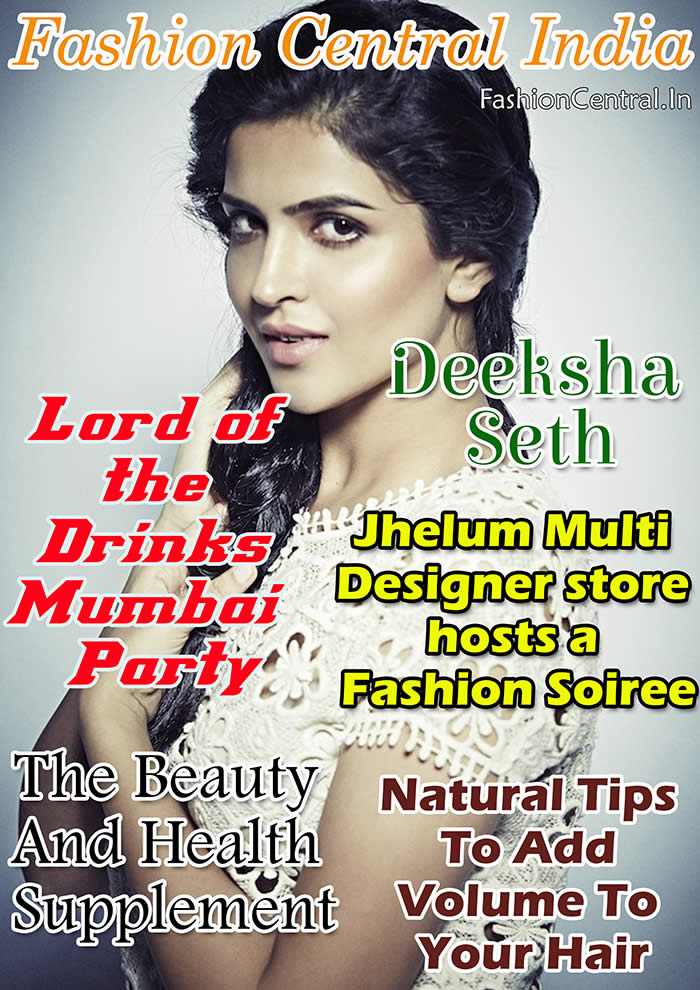 Fashion Central India
FashionCentral.In
Deeksha
Seth
Lord of
the
Drinks
Mumbai
Party
Jhelum Multi
Designer store
hosts a
Fashion Soiree
The Beauty
And Health
Supplement
Natural Tips
To Add
Volume To
Your Hair